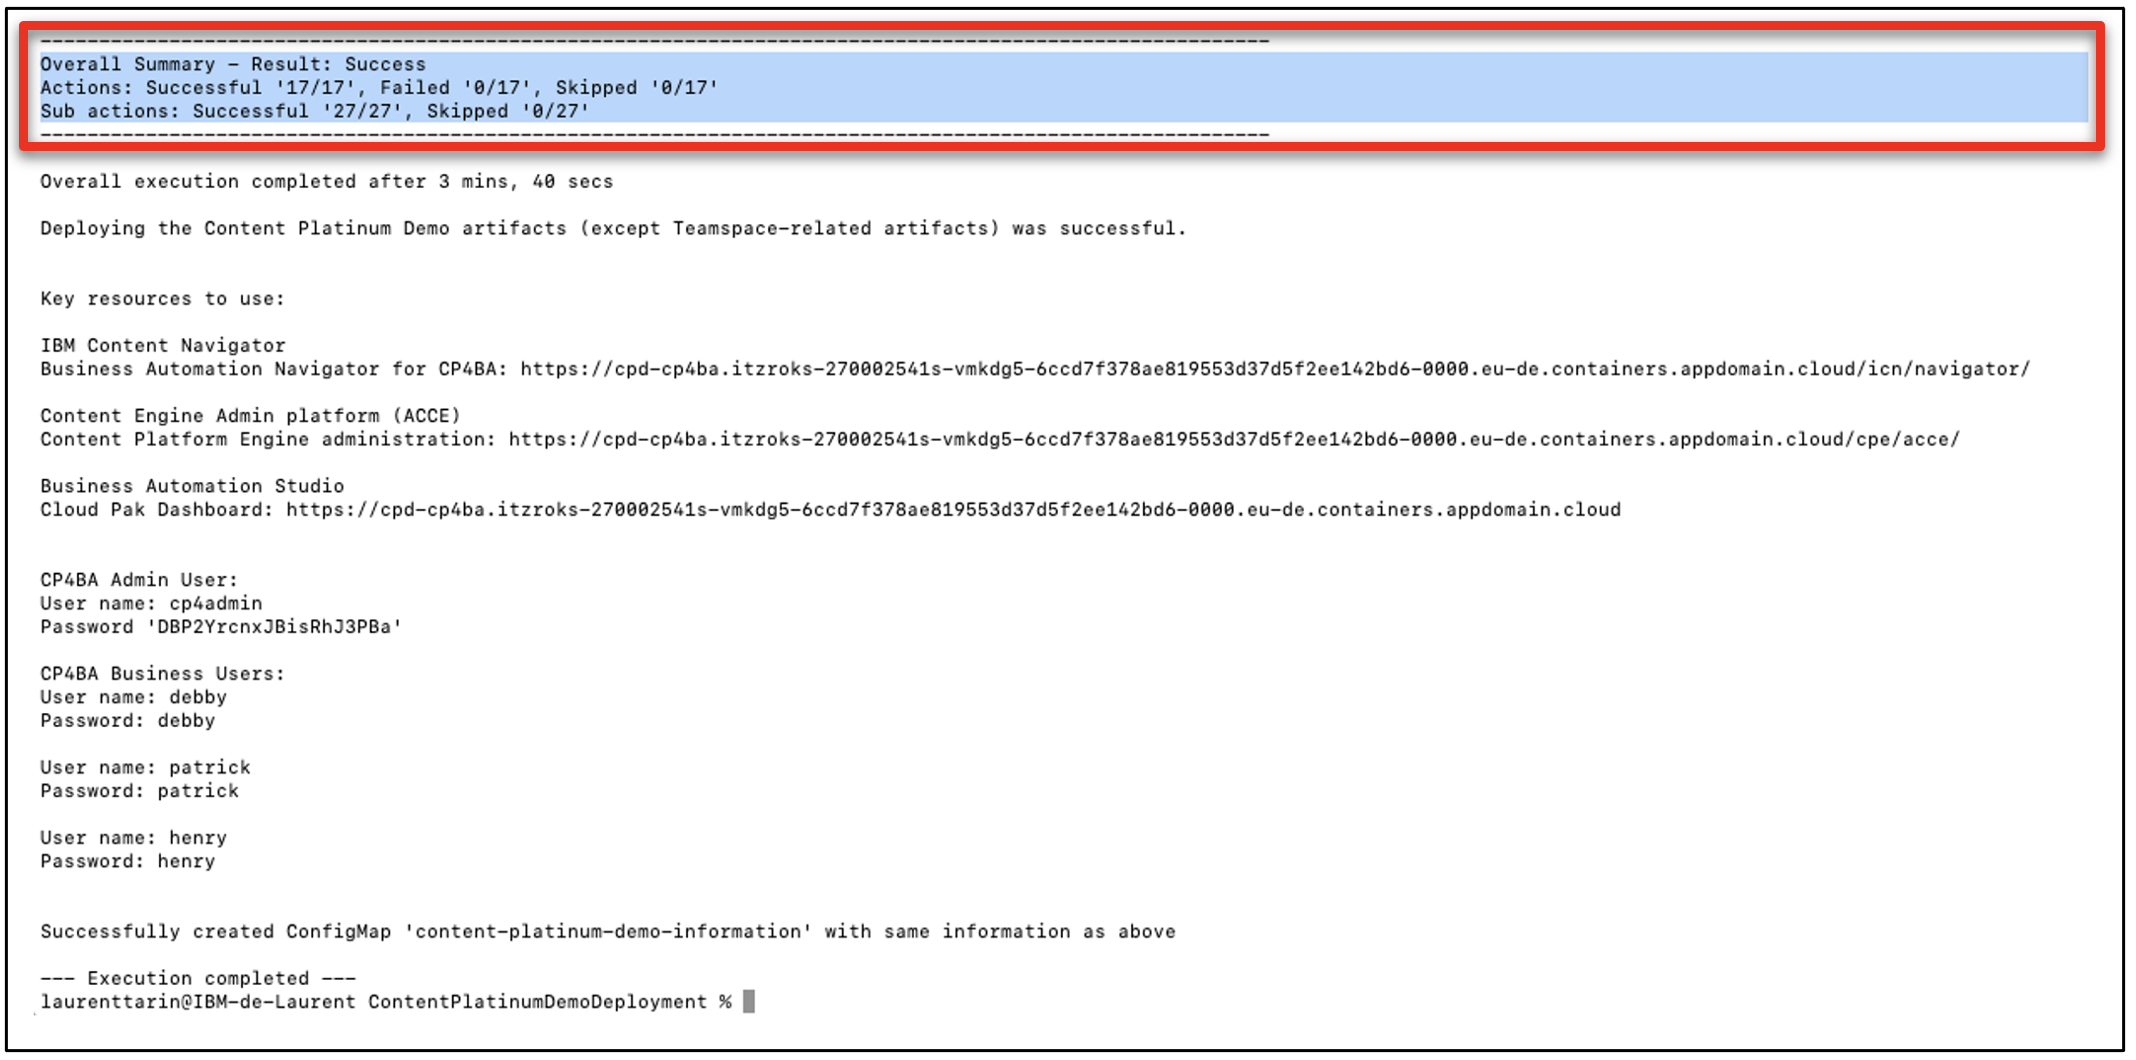 ------------------------------------------------------------------------------------------------------------------------
Overall Summary - Result: Success
Actions: Successful '17/17', Failed '0/17', Skipped '0/17'
Sub actions: Successful '27/27', Skipped '0/27'
------------------------------------------------------------------------------------------------------------------------
Overall execution completed after 3 mins, 40 secs
Deploying the Content Platinum Demo artifacts (except Teamspace-related artifacts) was successful.
Key resources to use:
IBM Content Navigator
Business Automation Navigator for CP4BA: https://cpd-cp4ba.itzroks-270002541s-vmkdg5-6ccd7f378ae819553d37d5f2ee142bd6-0000.eu-de.containers.appdomain.cloud/icn/navigator/
Content Engine Admin platform (ACCE)
Content Platform Engine administration: https://cpd-cp4ba.itzroks-270002541s-vmkdg5-6ccd7f378ae819553d37d5f2ee142bd6-0000.eu-de.containers.appdomain.cloud/cpe/acce/
Business Automation Studio
Cloud Pak Dashboard: https://cpd-cp4ba.itzroks-270002541s-vmkdg5-6ccd7f378ae819553d37d5f2ee142bd6-0000.eu-de.containers.appdomain.cloud
CP4BA Admin User:
User name: cp4admin
Password 'DBP2YrcnxJBisRhJ3PBa'
CP4BA Business Users:
User name: debby
Password: debby
User name: patrick
Password: patrick
User name: henry
Password: henry
Successfully created ConfigMap 'content-platinum-demo-information' with same information as above
--- Execution completed ---
laurenttarin@IBM-de-Laurent ContentPlatinumDemoDeployment %